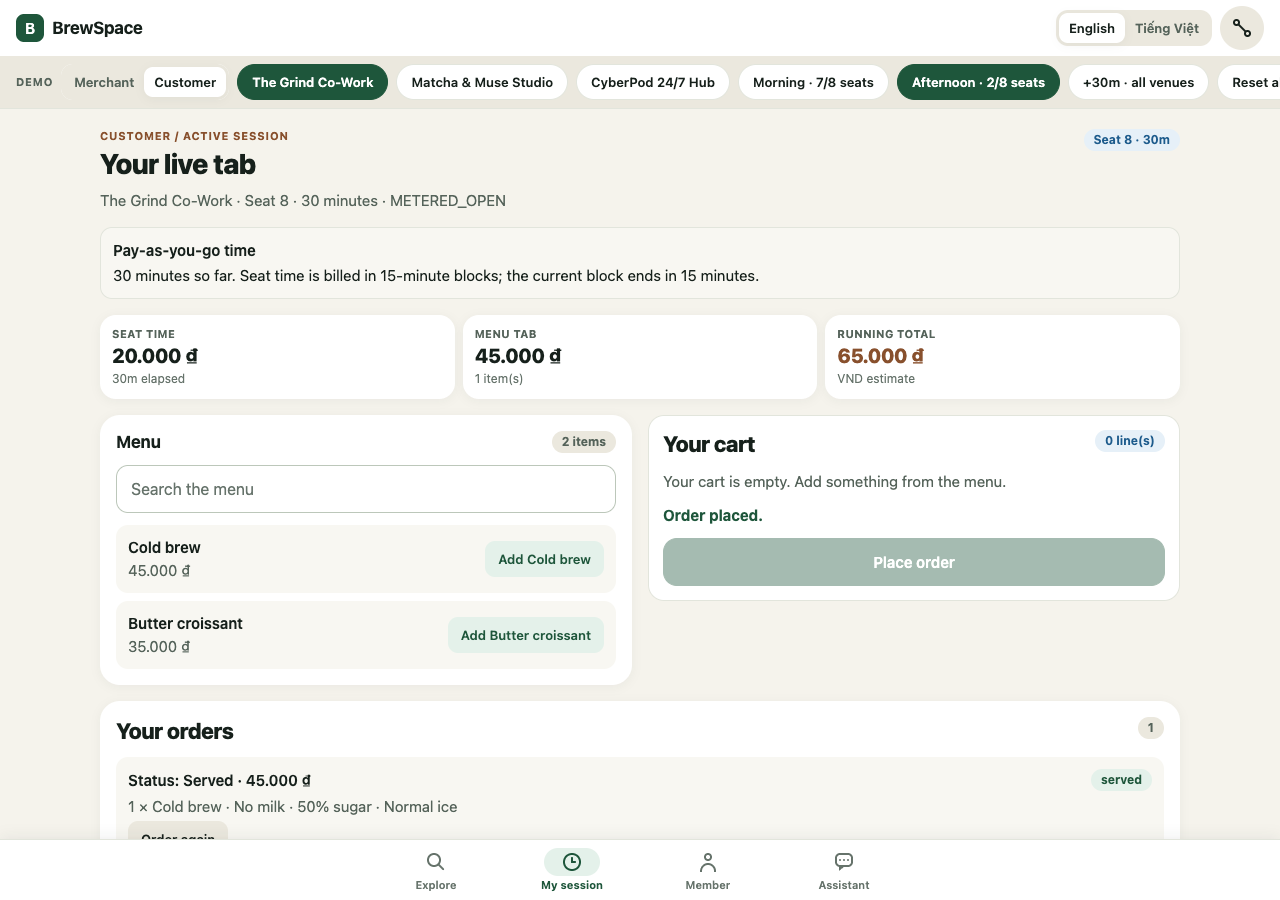 B BrewSpace
English Tiếng Việt
DEMO Merchant Customer The Grind Co-Work Matcha & Muse Studio CyberPod 24/7 Hub Morning · 7/8 seats Afternoon · 2/8 seats +30m · all venues Reset a
CUSTOMER / ACTIVE SESSION
Seat 8 · 30m
Your live tab
The Grind Co-Work · Seat 8 · 30 minutes · METERED_OPEN
Pay-as-you-go time
30 minutes so far. Seat time is billed in 15-minute blocks; the current block ends in 15 minutes.
SEAT TIME
20.000 ₫
30m elapsed
MENU TAB
45.000 ₫
1 item(s)
RUNNING TOTAL
65.000 ₫
VND estimate
Menu
2 items
Search the menu
Cold brew
45.000 ₫
Add Cold brew
Butter croissant
35.000 ₫
Add Butter croissant
Your cart
0 line(s)
Your cart is empty. Add something from the menu.
Order placed.
Place order
Your orders
1
Status: Served · 45.000 ₫
served
1 × Cold brew · No milk · 50% sugar · Normal ice
Order again
Explore
My session
Member
Assistant